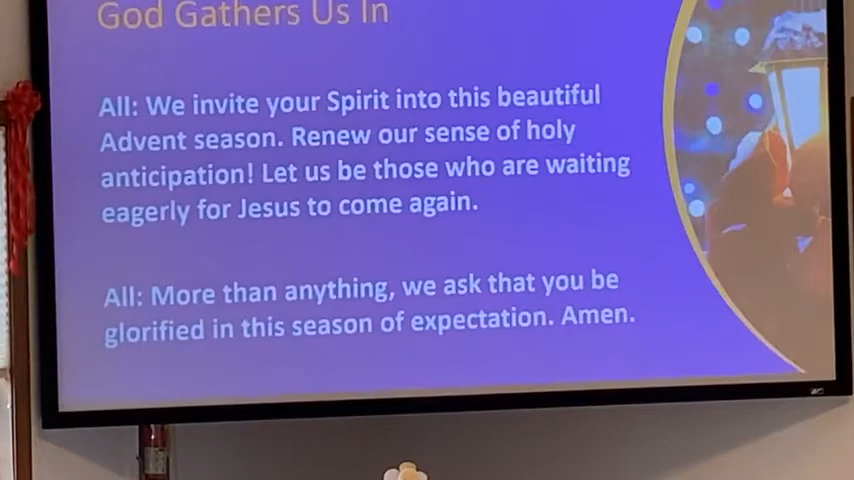 God Gathers Us In
All: We invite your Spirit into this beautiful
Advent season. Renew our sense of holy
anticipation! Let us be those who are waiting
eagerly for Jesus to come again.
All: More than anything, we ask that you be
glorified in this season of expectation. Amen.